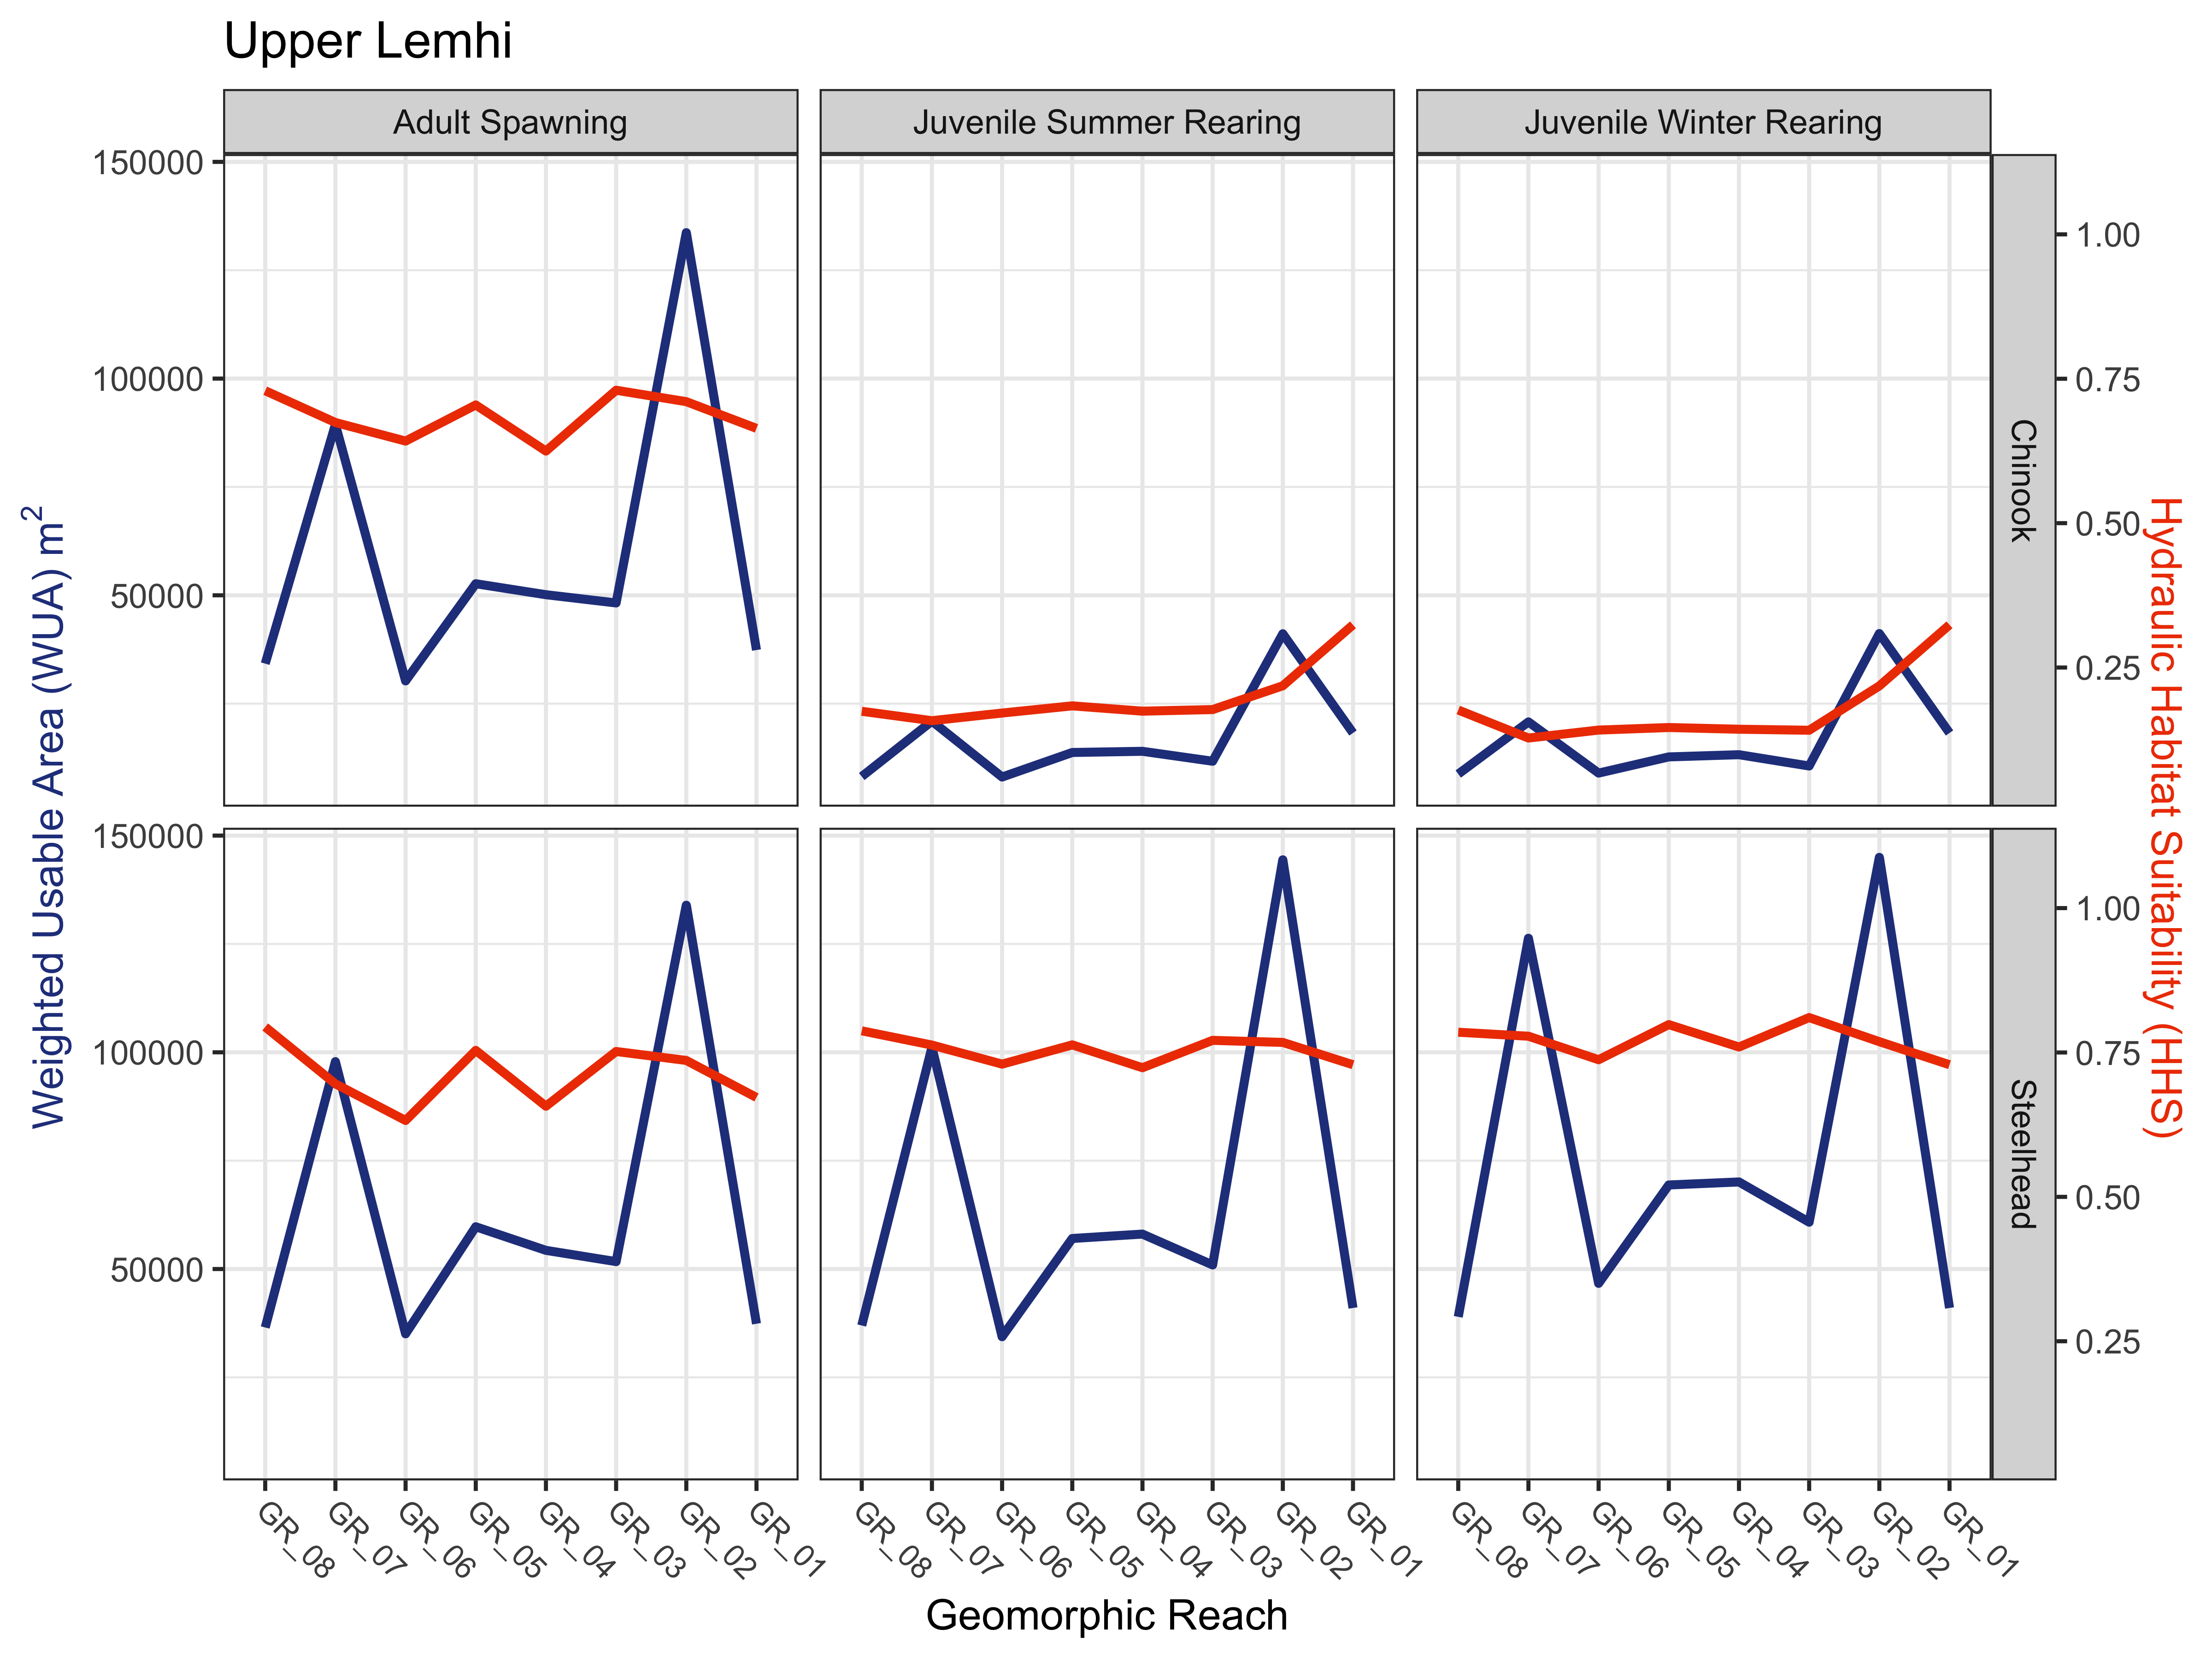 Upper Lemhi
Adult Spawning
Juvenile Summer Rearing
Juvenile Winter Rearing
Weighted Usable Area (WUA) m²
150000
100000
50000
150000
100000
50000
Chinook
Steelhead
1.00
0.75
0.50
0.25
1.00
0.75
0.50
0.25
Hydraulic Habitat Suitability (HHS)
GR_08 GR_07 GR_06 GR_05 GR_04 GR_03 GR_02 GR_01
GR_08 GR_07 GR_06 GR_05 GR_04 GR_03 GR_02 GR_01
GR_08 GR_07 GR_06 GR_05 GR_04 GR_03 GR_02 GR_01
Geomorphic Reach